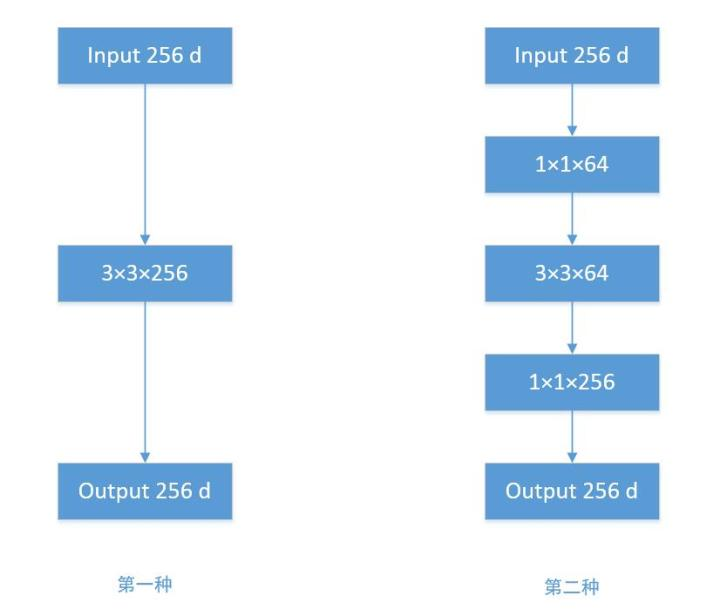 Input 256 d
3×3×256
Output 256 d
第一种
Input 256 d
1×1×64
3×3×64
1×1×256
Output 256 d
第二种